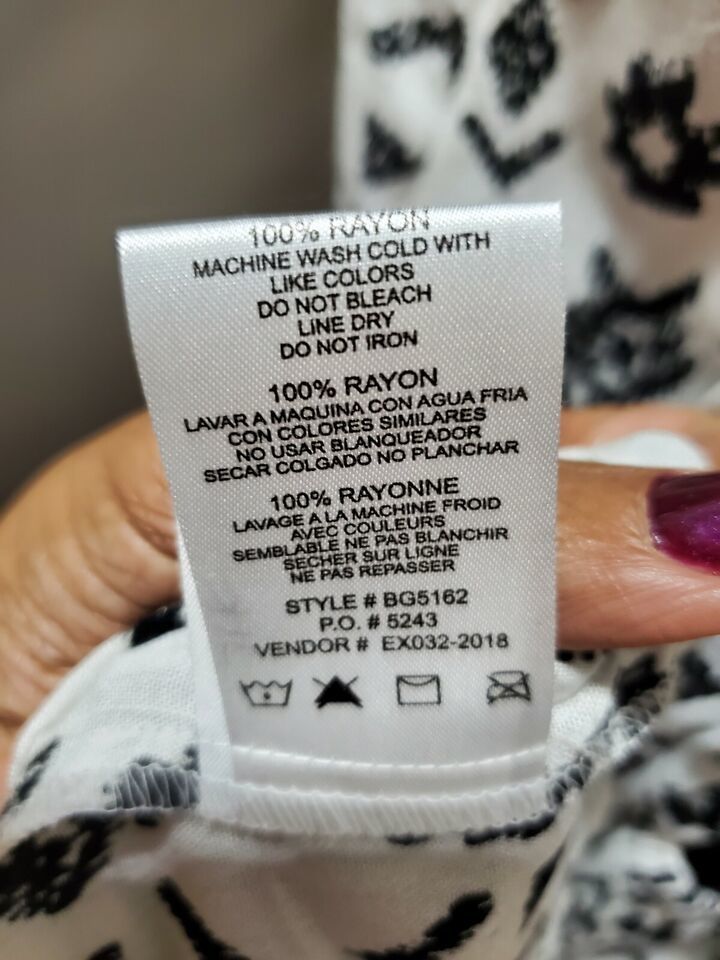 100% RAYON
MACHINE WASH COLD WITH
LIKE COLORS
DO NOT BLEACH
LINE DRY
DO NOT IRON
100% RAYON
LAVAR A MAQUINA CON AGUA FRIA
CON COLORES SIMILARES
NO USAR BLANQUEADOR
SECAR COLGADO NO PLANCHAR
100% RAYONNE
LAVAGE A LA MACHINE FROID
AVEC COULEURS
SEMBLABLE NE PAS BLANCHIR
SECHER SUR LIGNE
NE PAS REPASSER
STYLE # BG5162
P.O. # 5243
VENDOR # EX032-2018